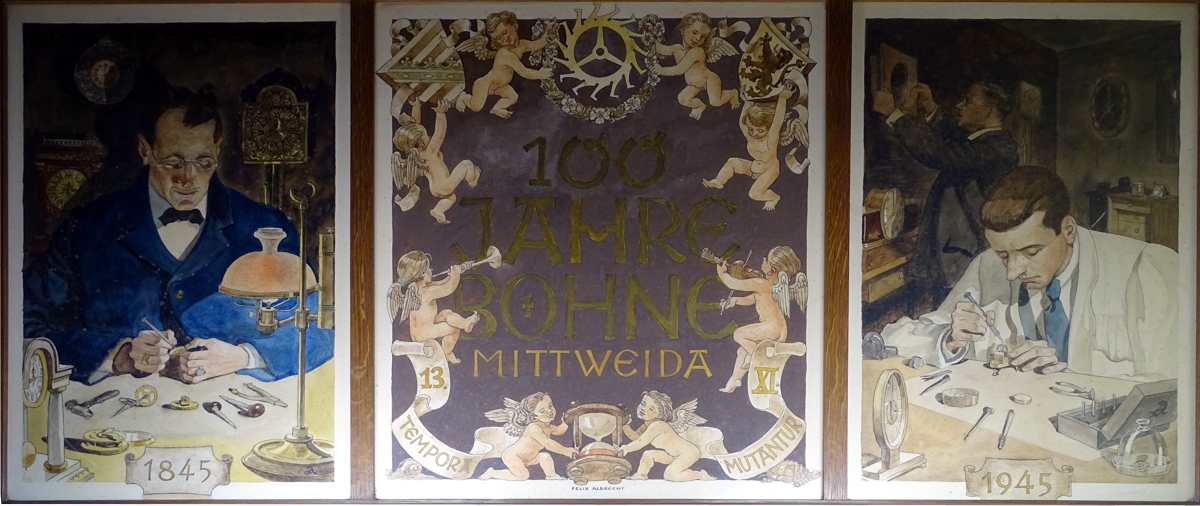 1845
100
JAHRE
BOHNE
MITTWEIDA
13. XI.
TEMPORA MUTANTUR
FELIX ALBRECHT
1945